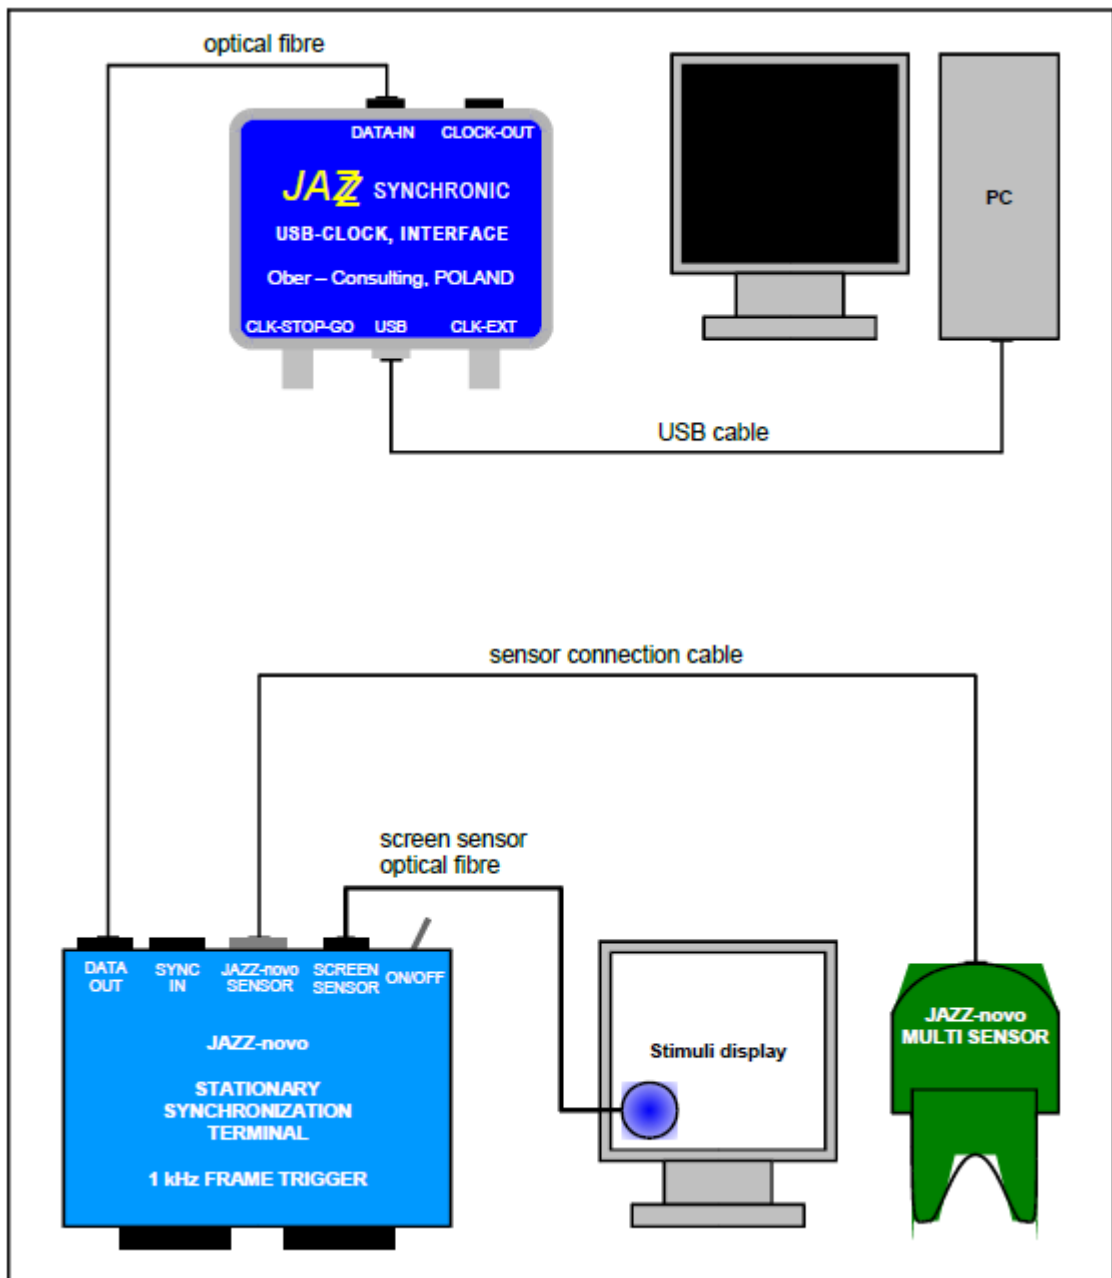 optical fibre
DATA-IN
CLOCK-OUT
JAZZ SYNCHRONIC
USB-CLOCK, INTERFACE
Ober – Consulting, POLAND
CLK-STOP-GO
USB
CLK-EXT
PC
USB cable
sensor connection cable
screen sensor
optical fibre
DATA
OUT
SYNC
IN
JAZZ-novo
SENSOR
SCREEN
SENSOR
ON/OFF
JAZZ-novo
STATIONARY
SYNCHRONIZATION
TERMINAL
1 kHz FRAME TRIGGER
Stimuli display
JAZZ-novo
MULTI SENSOR